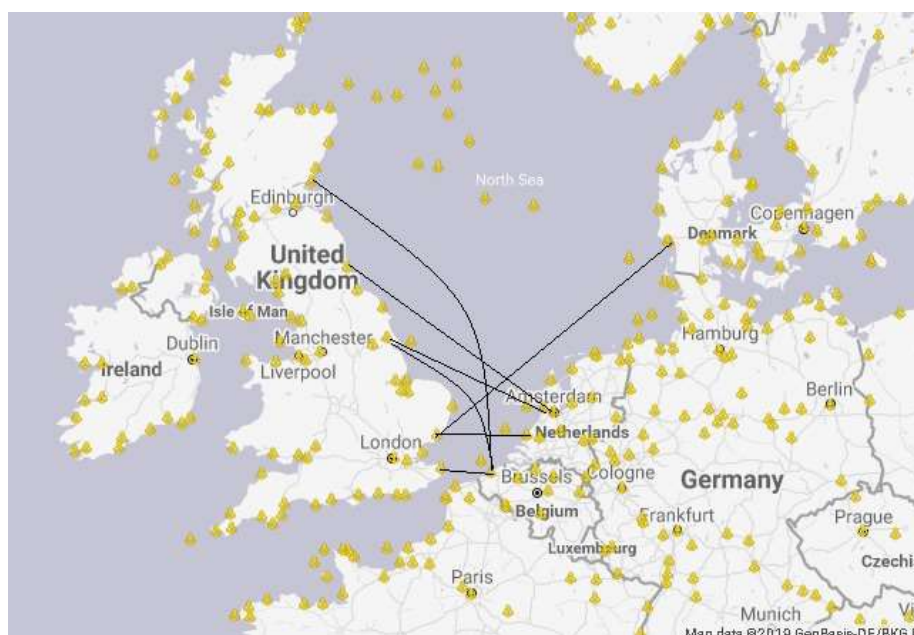 North Sea
Edinburgh
Copenhagen
Denmark
United
Kingdom
Isle of Man
Dublin
Manchester
Hamburg
Ireland
Liverpool
Amsterdam
Berlin
Netherlands
London
Brussels
Cologne
Germany
Belgium
Frankfurt
Prague
Luxembourg
Czechi
Paris
Munich
Map data ©2019 GeoBasis-DE/BKG